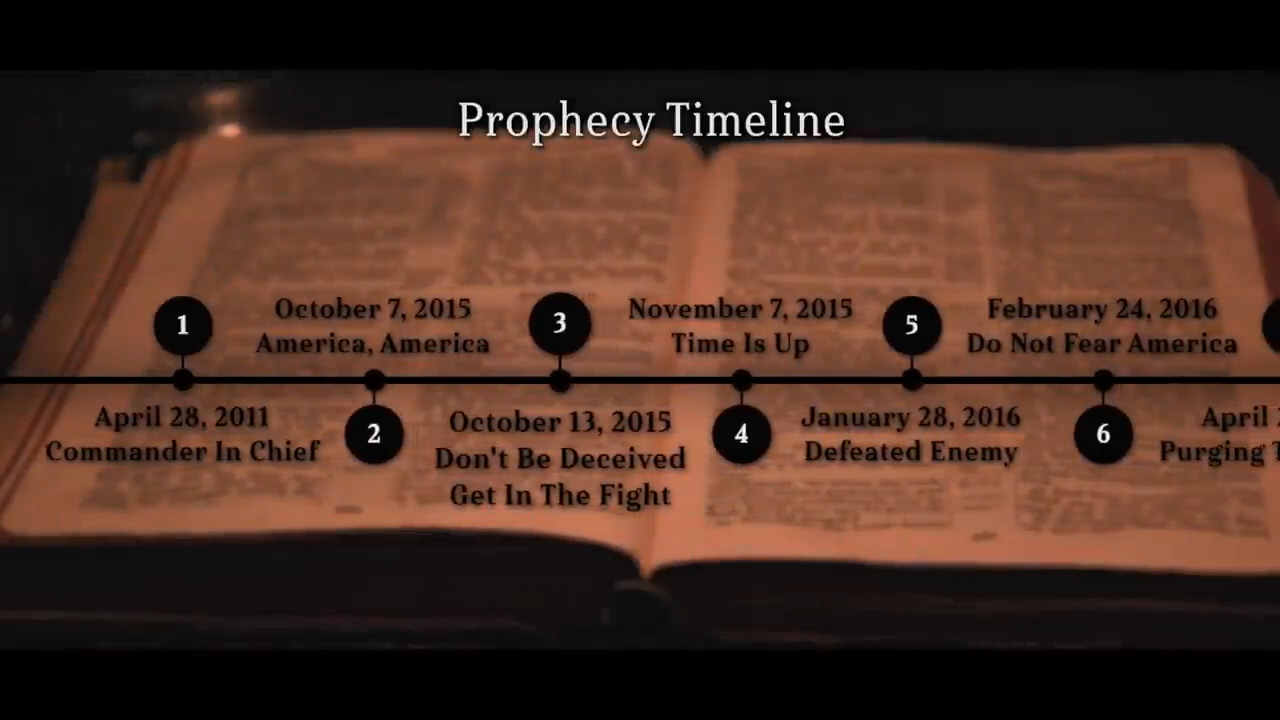 Prophecy Timeline
1
April 28, 2011
Commander In Chief
October 7, 2015
America, America
2
3
October 13, 2015
Don't Be Deceived
Get In The Fight
November 7, 2015
Time Is Up
4
5
January 28, 2016
Defeated Enemy
February 24, 2016
Do Not Fear America
6
April
Purging